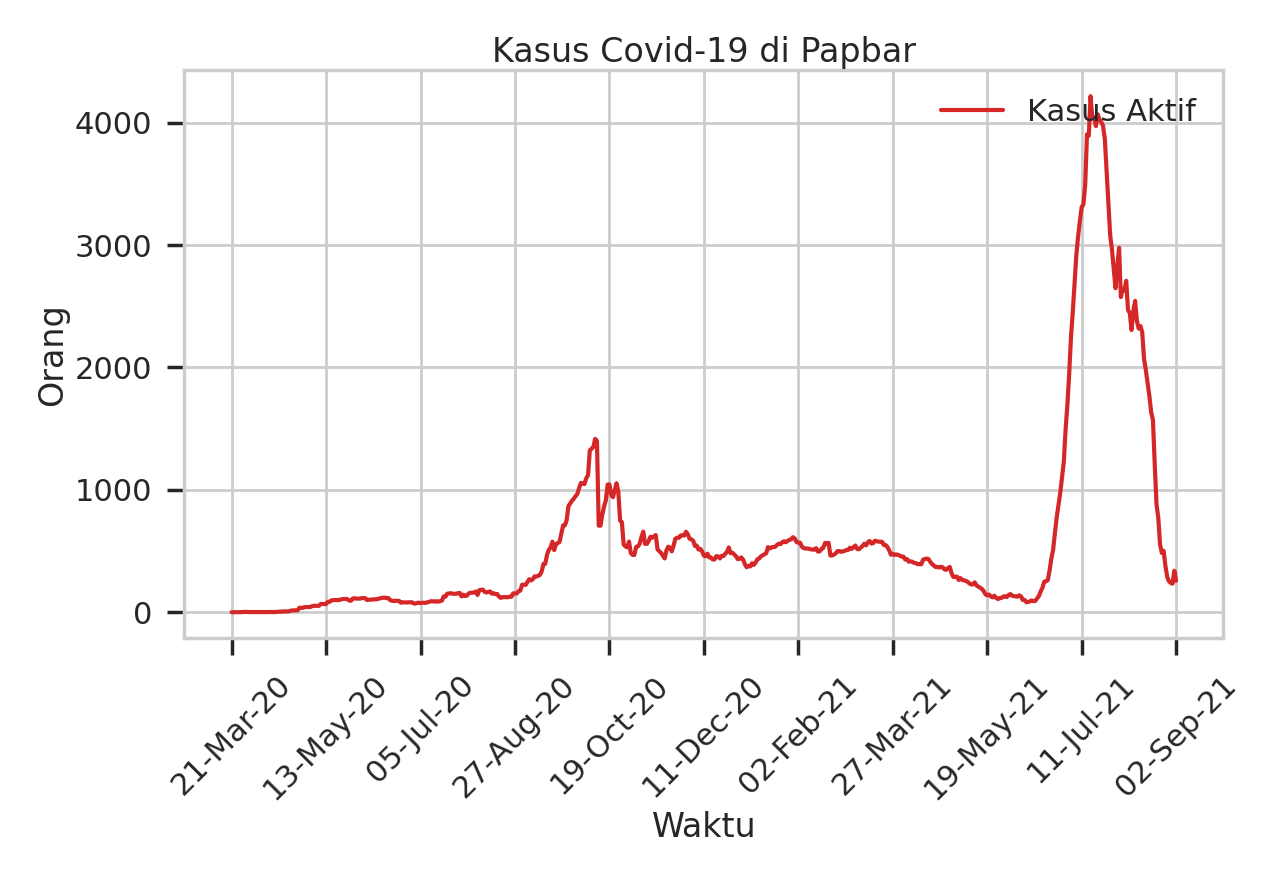 Kasus Covid-19 di Papbar
Kasus Aktif
4000
3000
2000
1000
0
Orang
21-Mar-20
13-May-20
05-Jul-20
27-Aug-20
19-Oct-20
11-Dec-20
02-Feb-21
27-Mar-21
19-May-21
11-Jul-21
02-Sep-21
Waktu